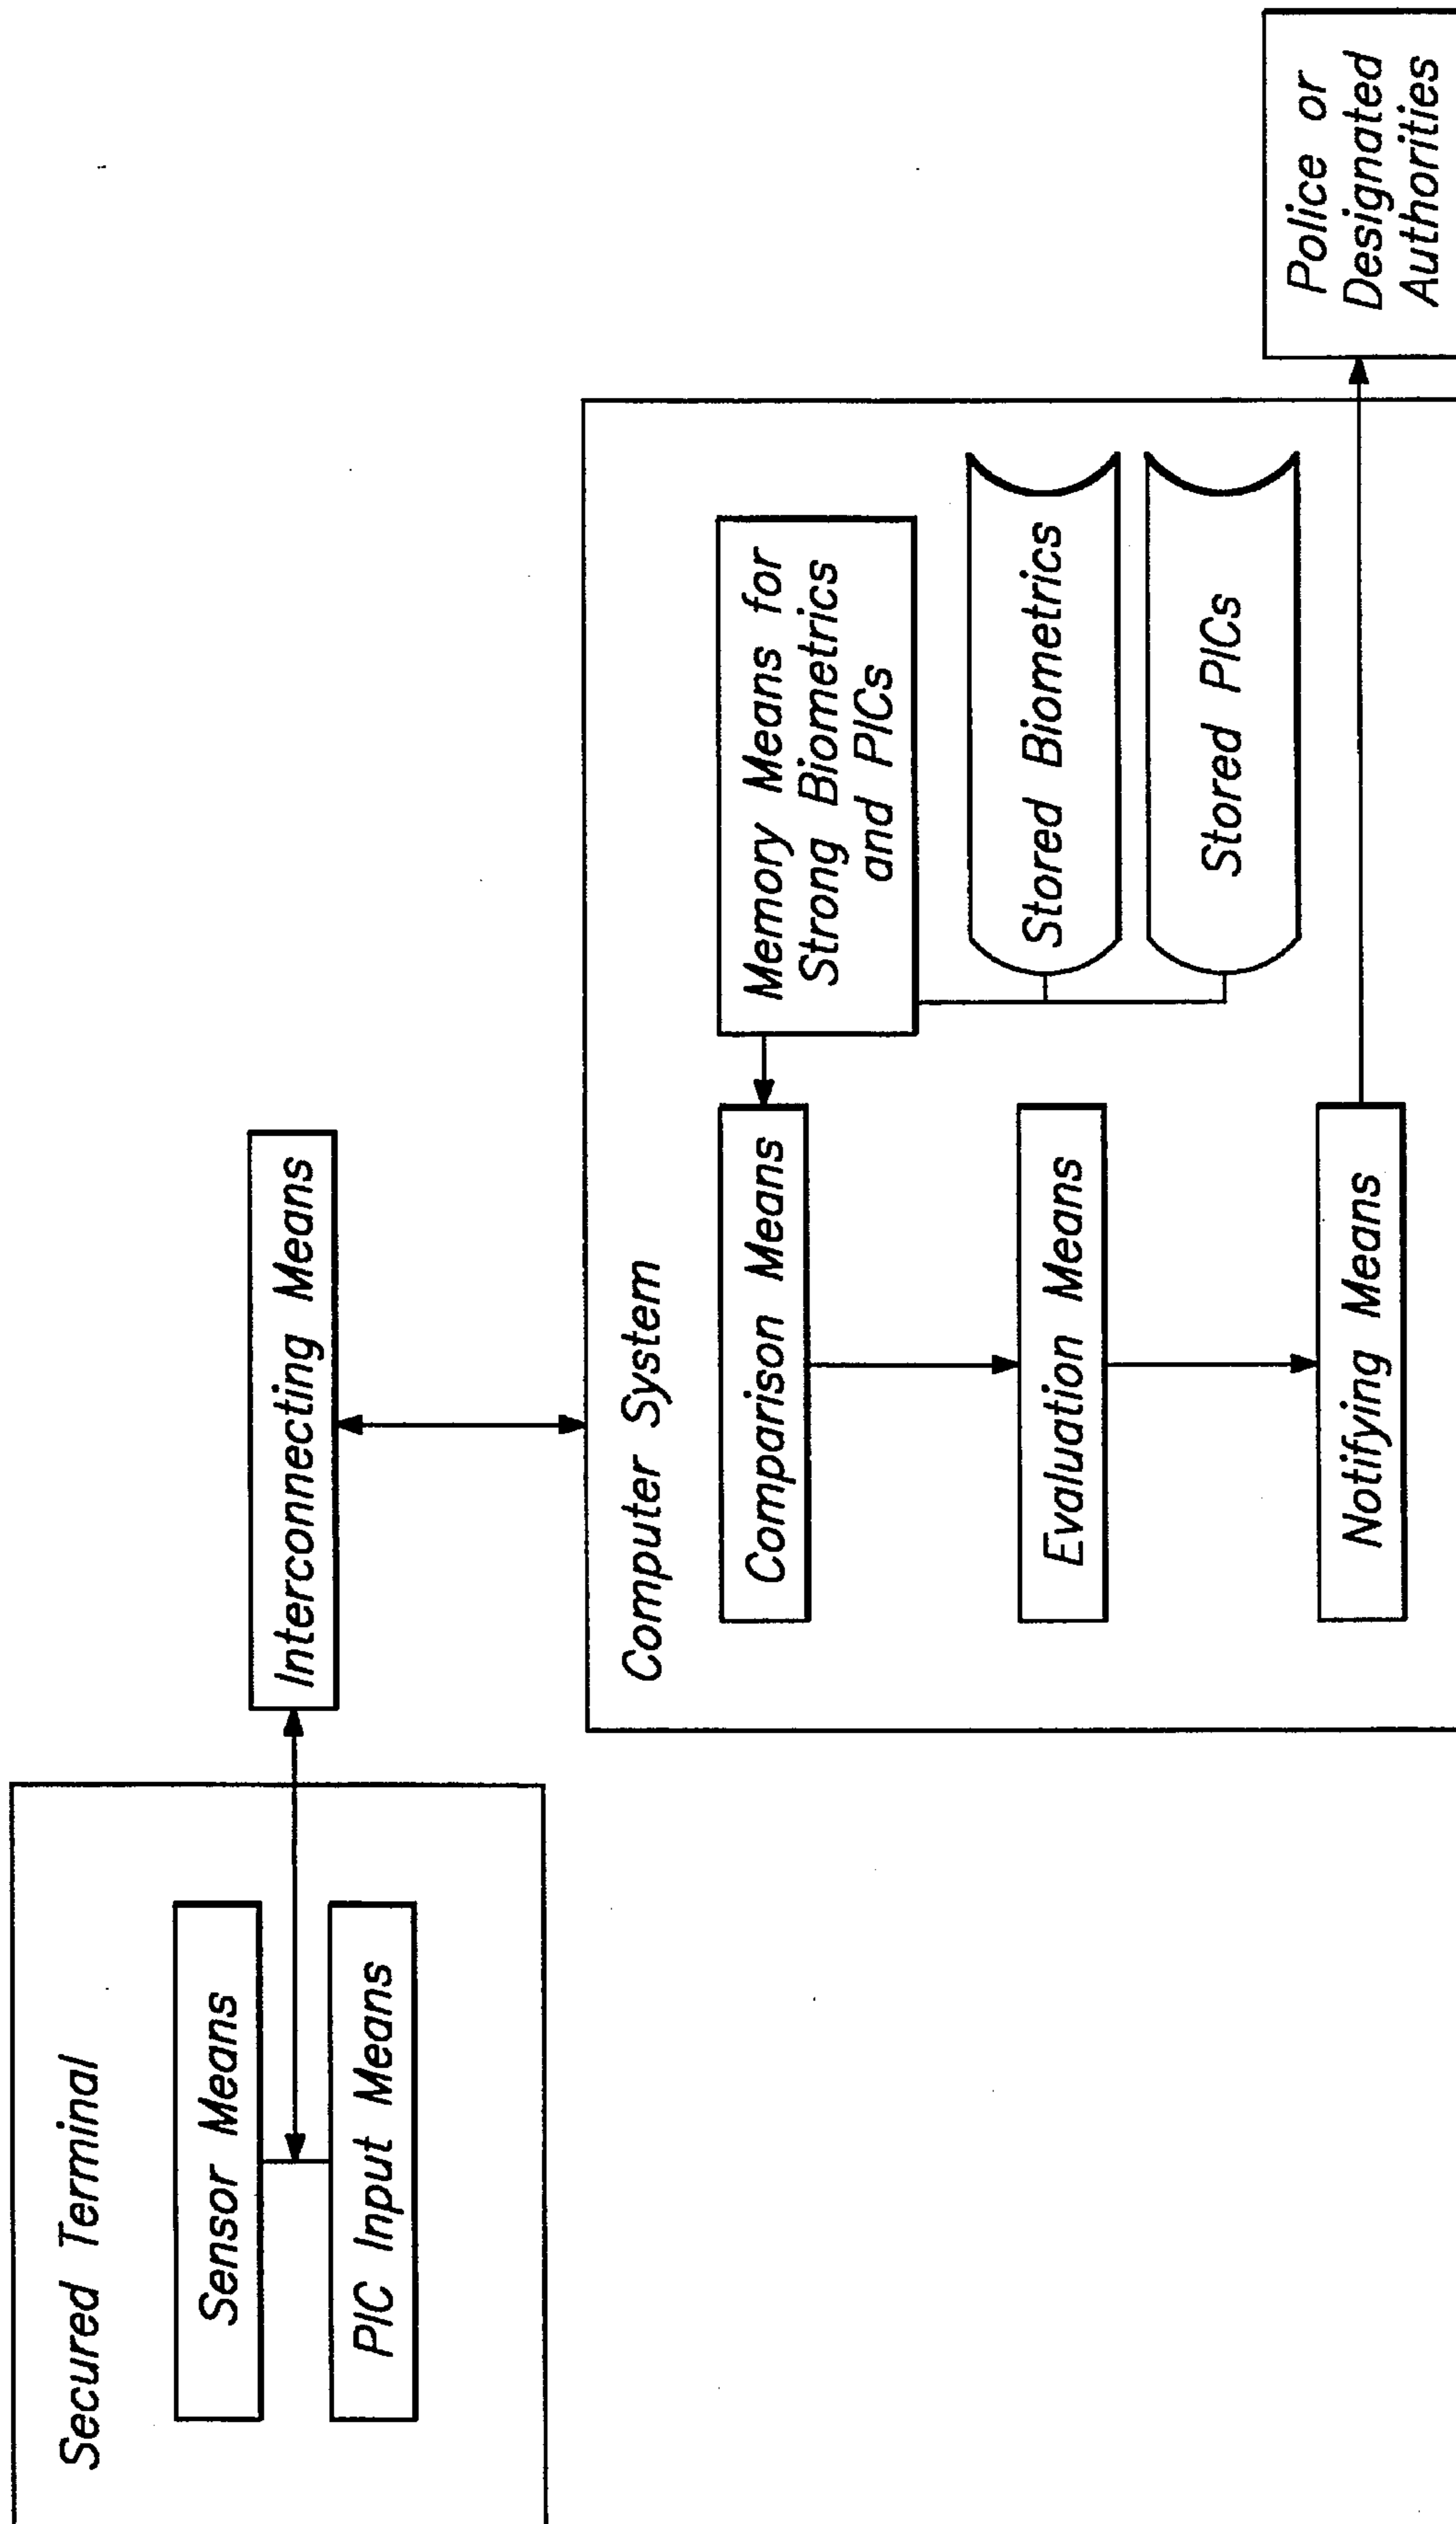 Secured Terminal
Sensor Means
PIC Input Means
Interconnecting Means
Computer System
Comparison Means
Evaluation Means
Notifying Means
Memory Means for
Strong Biometrics
and PICs
Stored Biometrics
Stored PICs
Police or
Designated
Authorities